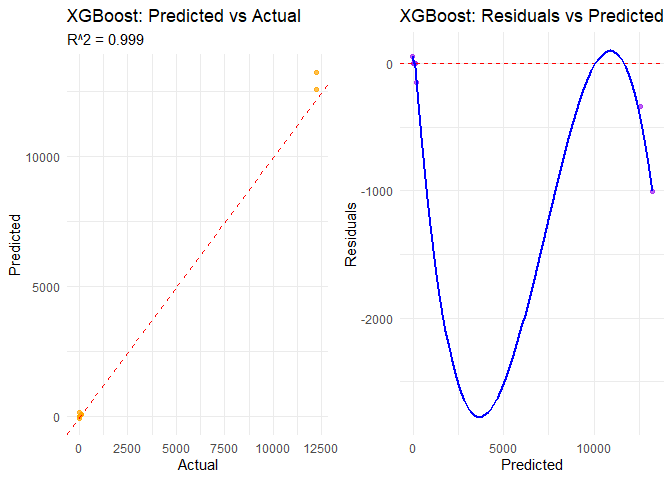 XGBoost: Predicted vs Actual
R^2 = 0.999
Predicted
10000
5000
0
0
2500
5000
7500
10000
12500
Actual
XGBoost: Residuals vs Predicted
Residuals
0
-1000
-2000
0
5000
10000
Predicted